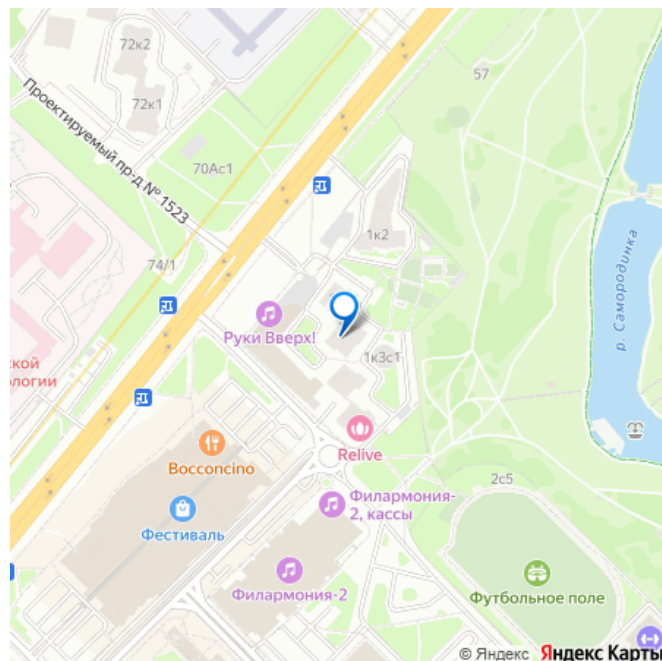 72к2
57
72к1
Проектируемый пр-д № 1523
70Ас1
1к2
74/1
р. Самородинка
Руки Вверх!
1к3с1
ской
ологии
Relive
Bocconcino
2с5
Филармония-
2, кассы
Фестиваль
Филармония-2
Футбольное поле
© Яндекс Яндекс Карты